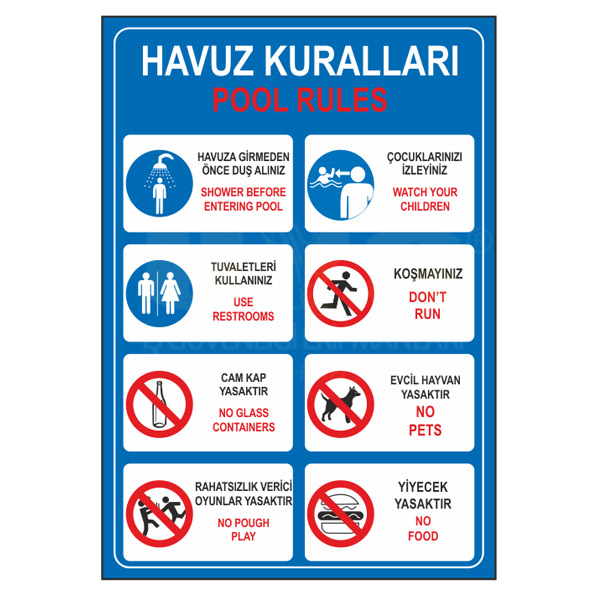 HAVUZ KURALLARI
POOL RULES
HAVUZA GİRMEDEN
ÖNCE DUŞ ALINIZ
SHOWER BEFORE
ENTERING POOL
ÇOCUKLARINIZI
İZLEYİNİZ
WATCH YOUR
CHILDREN
TUVALETLERİ
KULLANINIZ
USE
RESTROOMS
KOŞMAYINIZ
DON'T
RUN
CAM KAP
YASAKTIR
NO GLASS
CONTAINERS
EVCİL HAYVAN
YASAKTIR
NO
PETS
RAHATSIZLIK VERİCİ
OYUNLAR YASAKTIR
NO POUGH
PLAY
YİYECEK
YASAKTIR
NO
FOOD